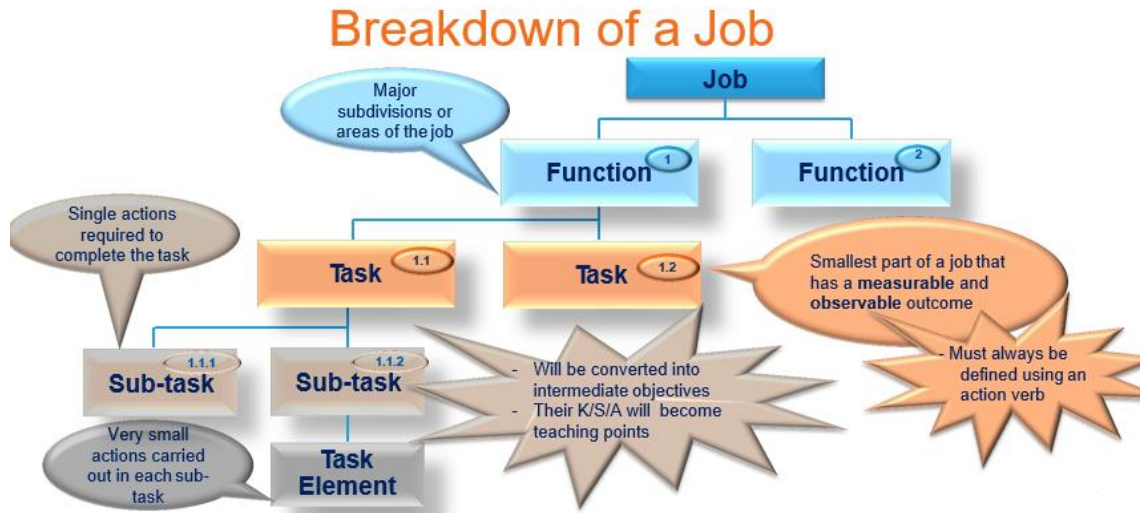 Breakdown of a Job
Job
Major
subdivisions or
areas of the job
Function
1
Function
2
Single actions
required to
complete the task
Task
1.1
Task
1.2
Smallest part of a job that
has a measurable and
observable outcome
Sub-task
1.1.1
Sub-task
1.1.2
- Will be converted into
intermediate objectives
- Their K/S/A will become
teaching points
- Must always be
defined using an
action verb
Very small
actions carried
out in each sub-
task
Task
Element